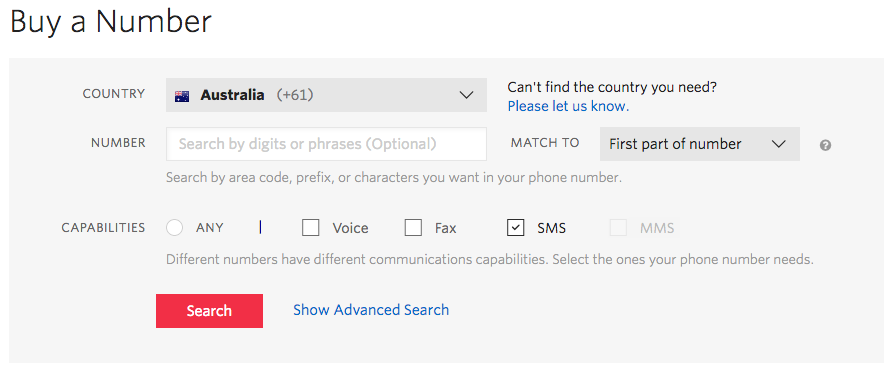 Buy a Number
COUNTRY Australia (+61) Can't find the country you need?
Please let us know.
NUMBER Search by digits or phrases (Optional) MATCH TO First part of number ?
Search by area code, prefix, or characters you want in your phone number.
CAPABILITIES ANY | Voice Fax SMS MMS
Different numbers have different communications capabilities. Select the ones your phone number needs.
Search Show Advanced Search